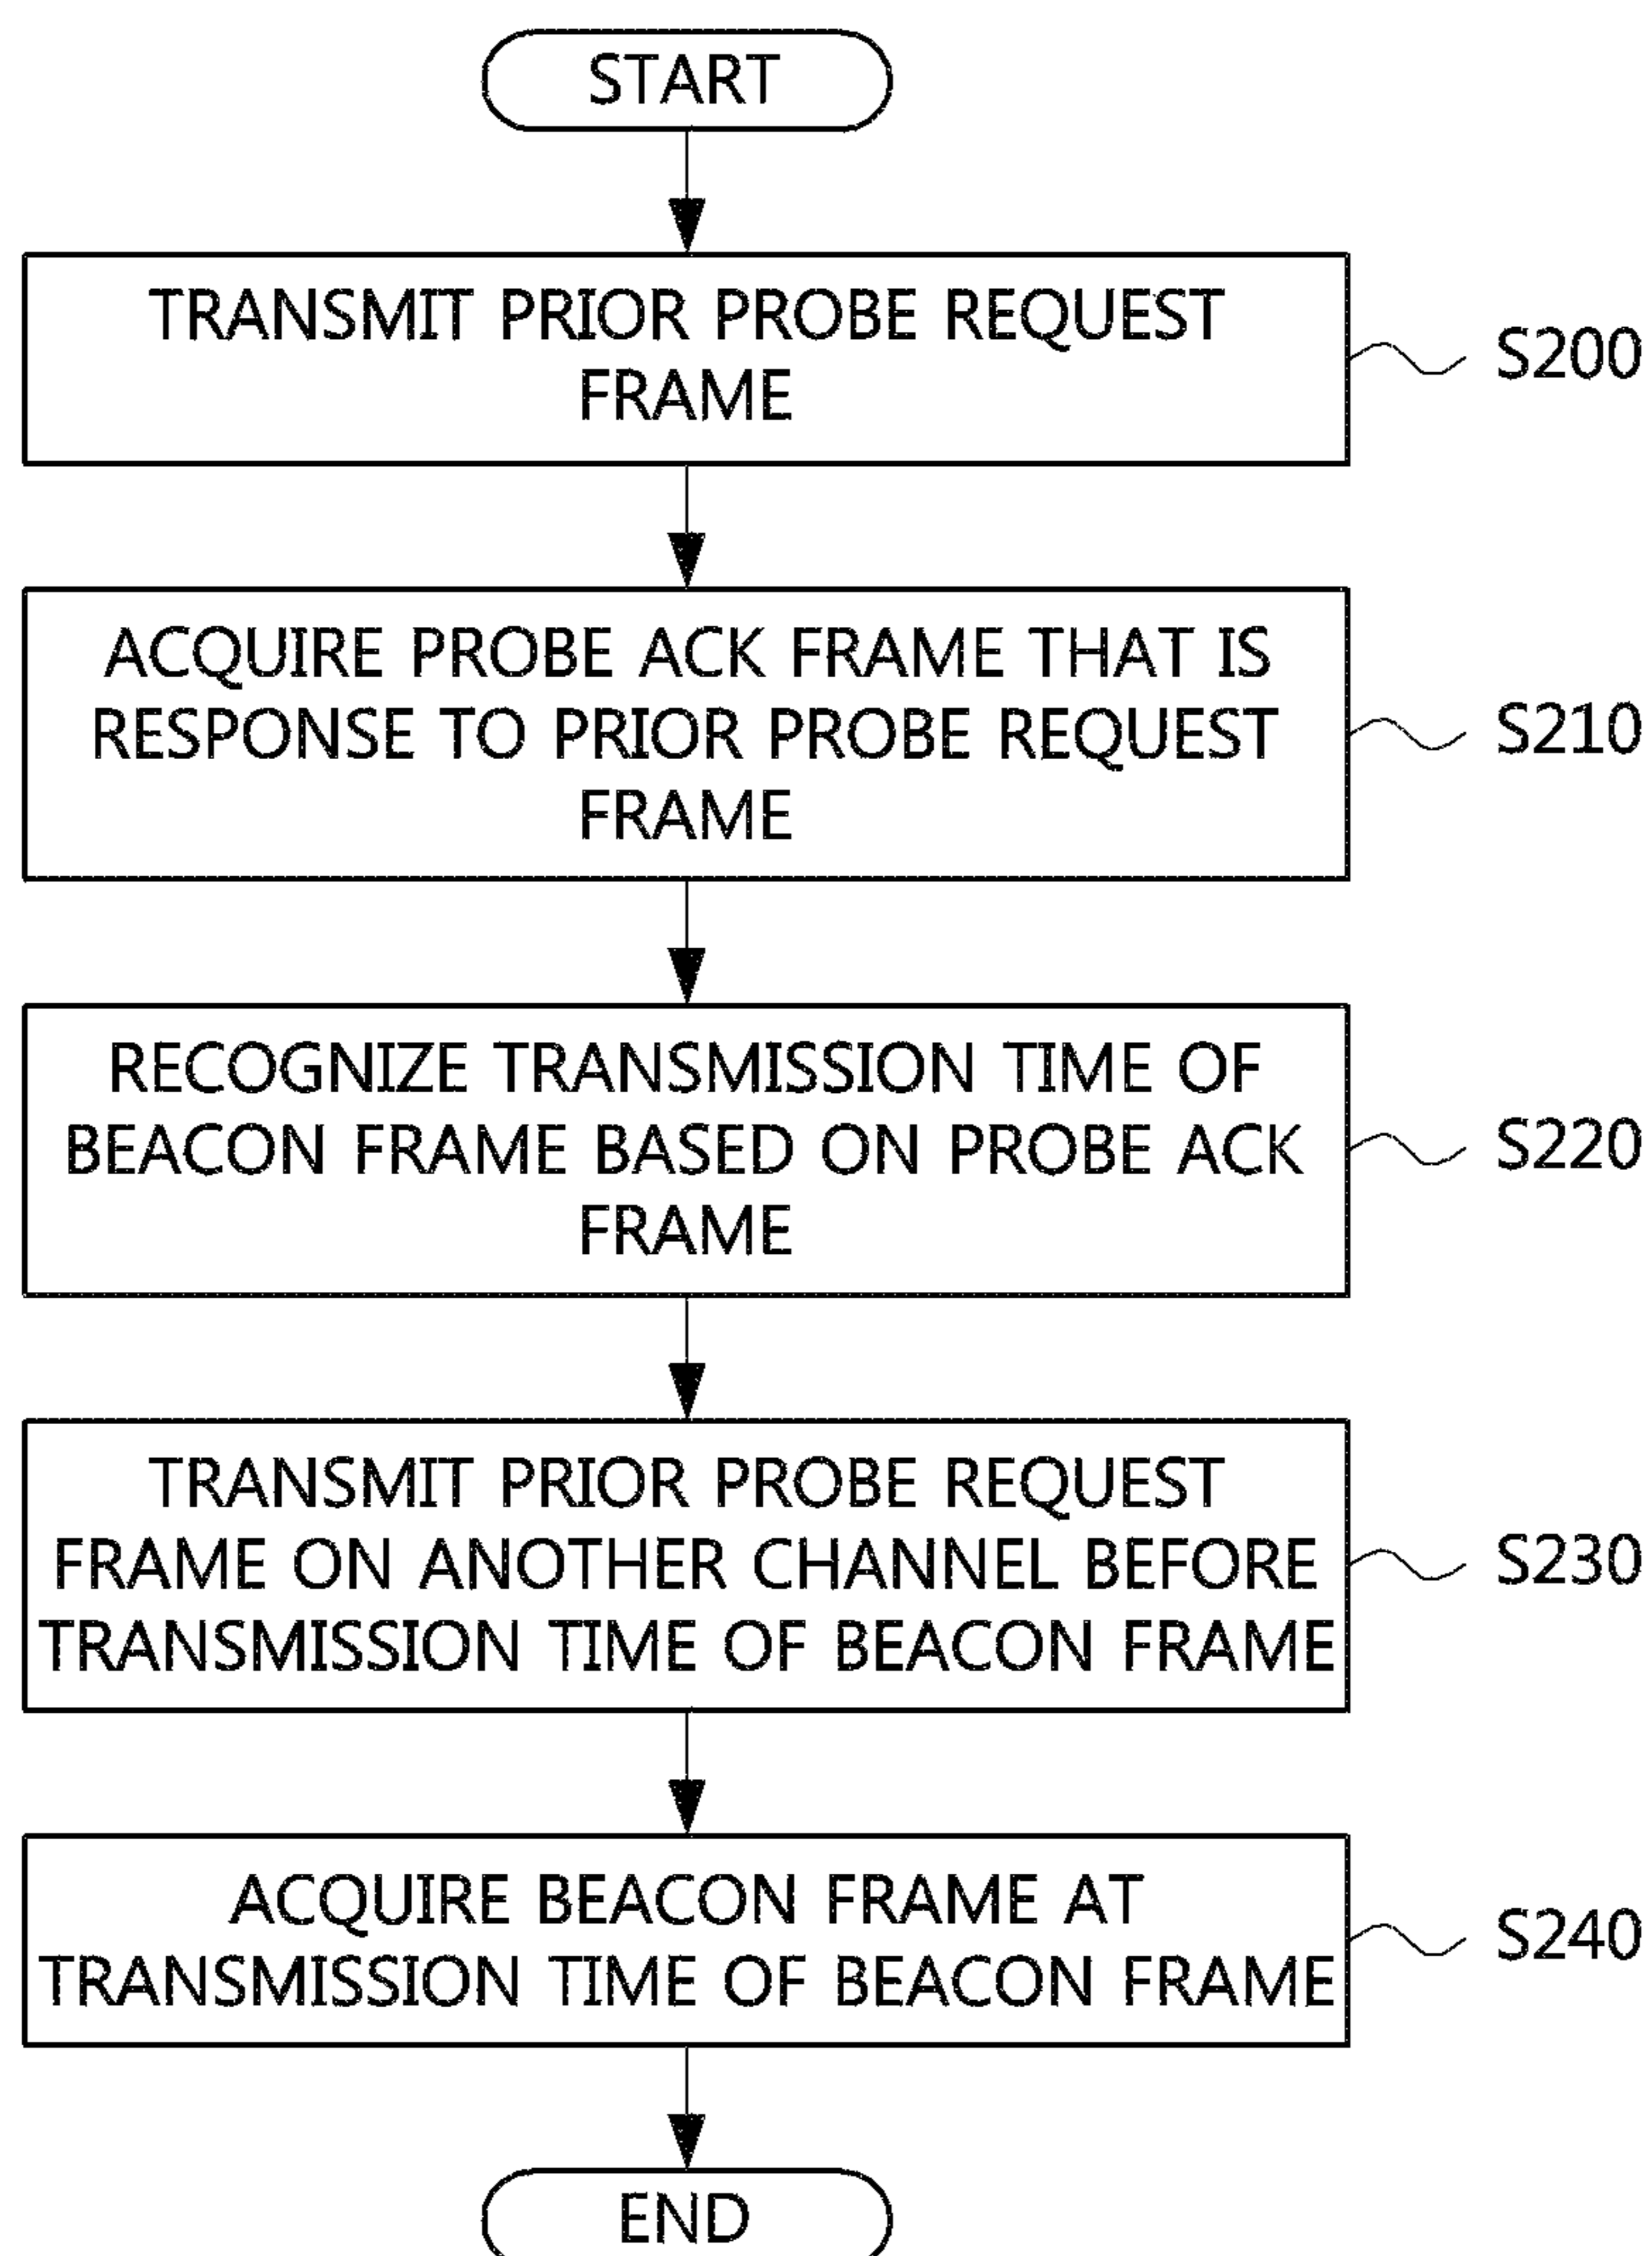 START
TRANSMIT PRIOR PROBE REQUEST
FRAME
S200
ACQUIRE PROBE ACK FRAME THAT IS
RESPONSE TO PRIOR PROBE REQUEST
FRAME
S210
RECOGNIZE TRANSMISSION TIME OF
BEACON FRAME BASED ON PROBE ACK
FRAME
S220
TRANSMIT PRIOR PROBE REQUEST
FRAME ON ANOTHER CHANNEL BEFORE
TRANSMISSION TIME OF BEACON FRAME
S230
ACQUIRE BEACON FRAME AT
TRANSMISSION TIME OF BEACON FRAME
S240
END